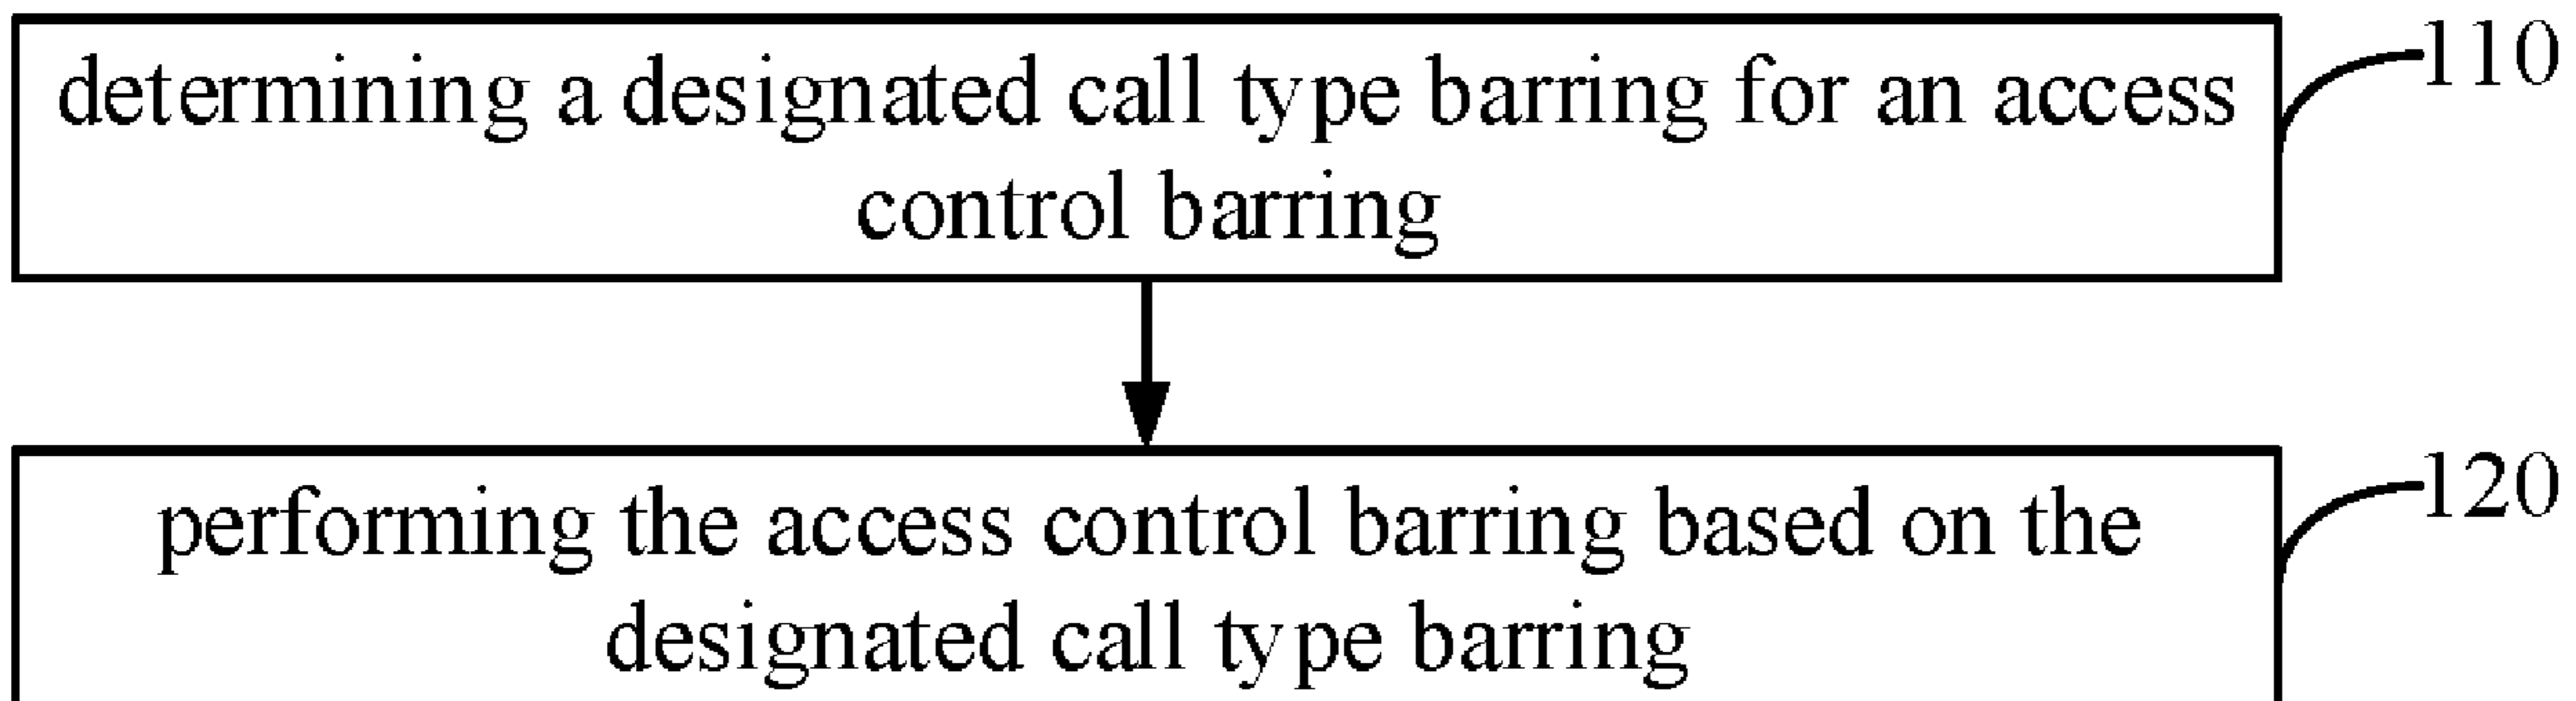 determining a designated call type barring for an access
control barring
110
performing the access control barring based on the
designated call type barring
120